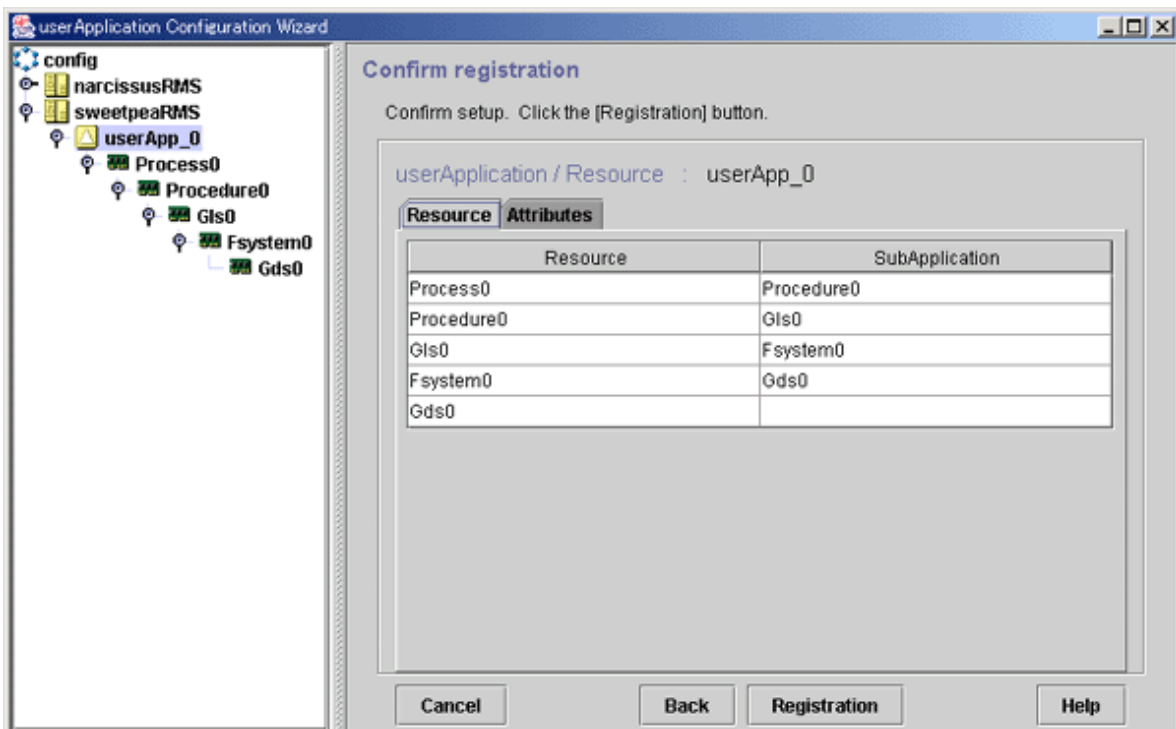 userApplication Configuration Wizard
config
narcissusRMS
sweetpeaRMS
userApp_0
Process0
Procedure0
Gls0
Fsystem0
Gds0
Confirm registration
Confirm setup. Click the [Registration] button.
userApplication / Resource : userApp_0
Resource Attributes
Resource SubApplication
Process0 Procedure0
Procedure0 Gls0
Gls0 Fsystem0
Fsystem0 Gds0
Gds0
Cancel Back Registration Help